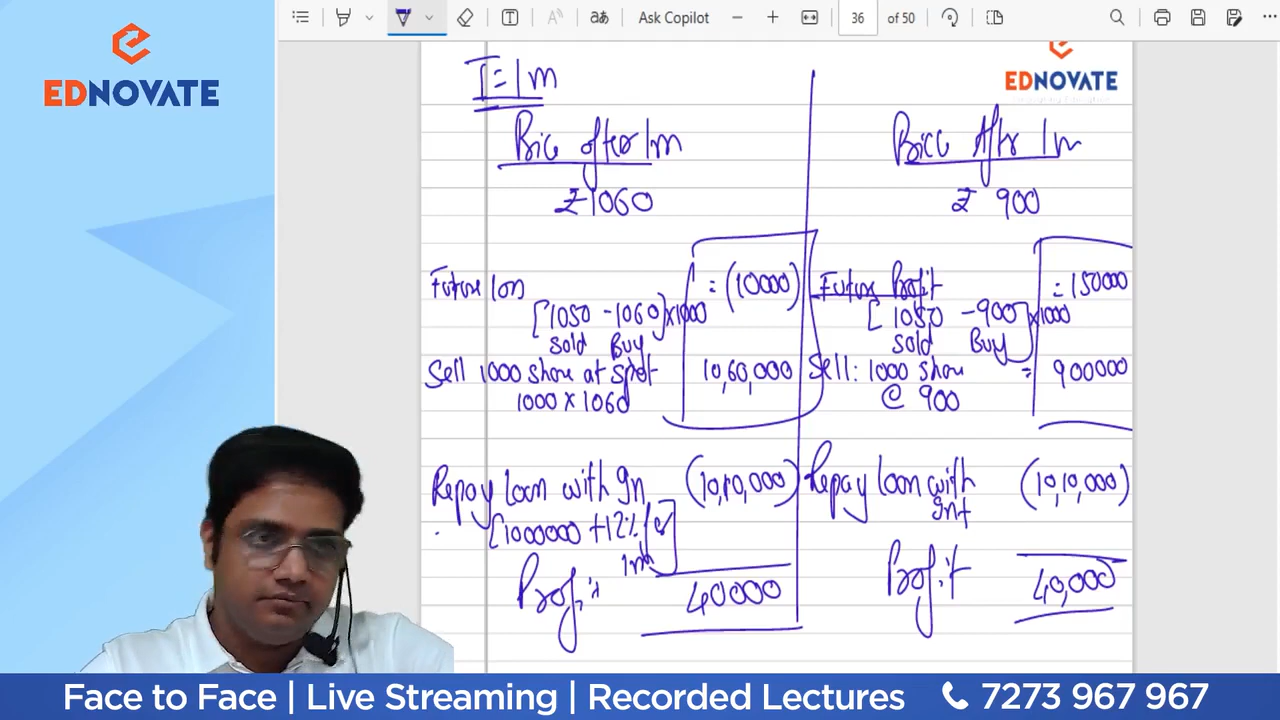 Ask Copilot
36
of 50
EDNOVATE
EDNOVATE
T=1m
Price after 1m
₹1060
Future loss
= (10000)
[1050 - 1060] x 1000
Sold Buy
Sell 1000 share at spot
10,60,000
1000 x 1060
Repay loan with In
(10,10,000)
[1000000 + 12% for
1m]
Profit
40000
Price After 1m
₹ 900
Future Profit
= 150000
[1050 - 900] x 1000
Sold Buy
Sell: 1000 share
= 900000
@ 900
Repay loan with
(10,10,000)
Int
Profit
40,000
Face to Face | Live Streaming | Recorded Lectures 7273 967 967